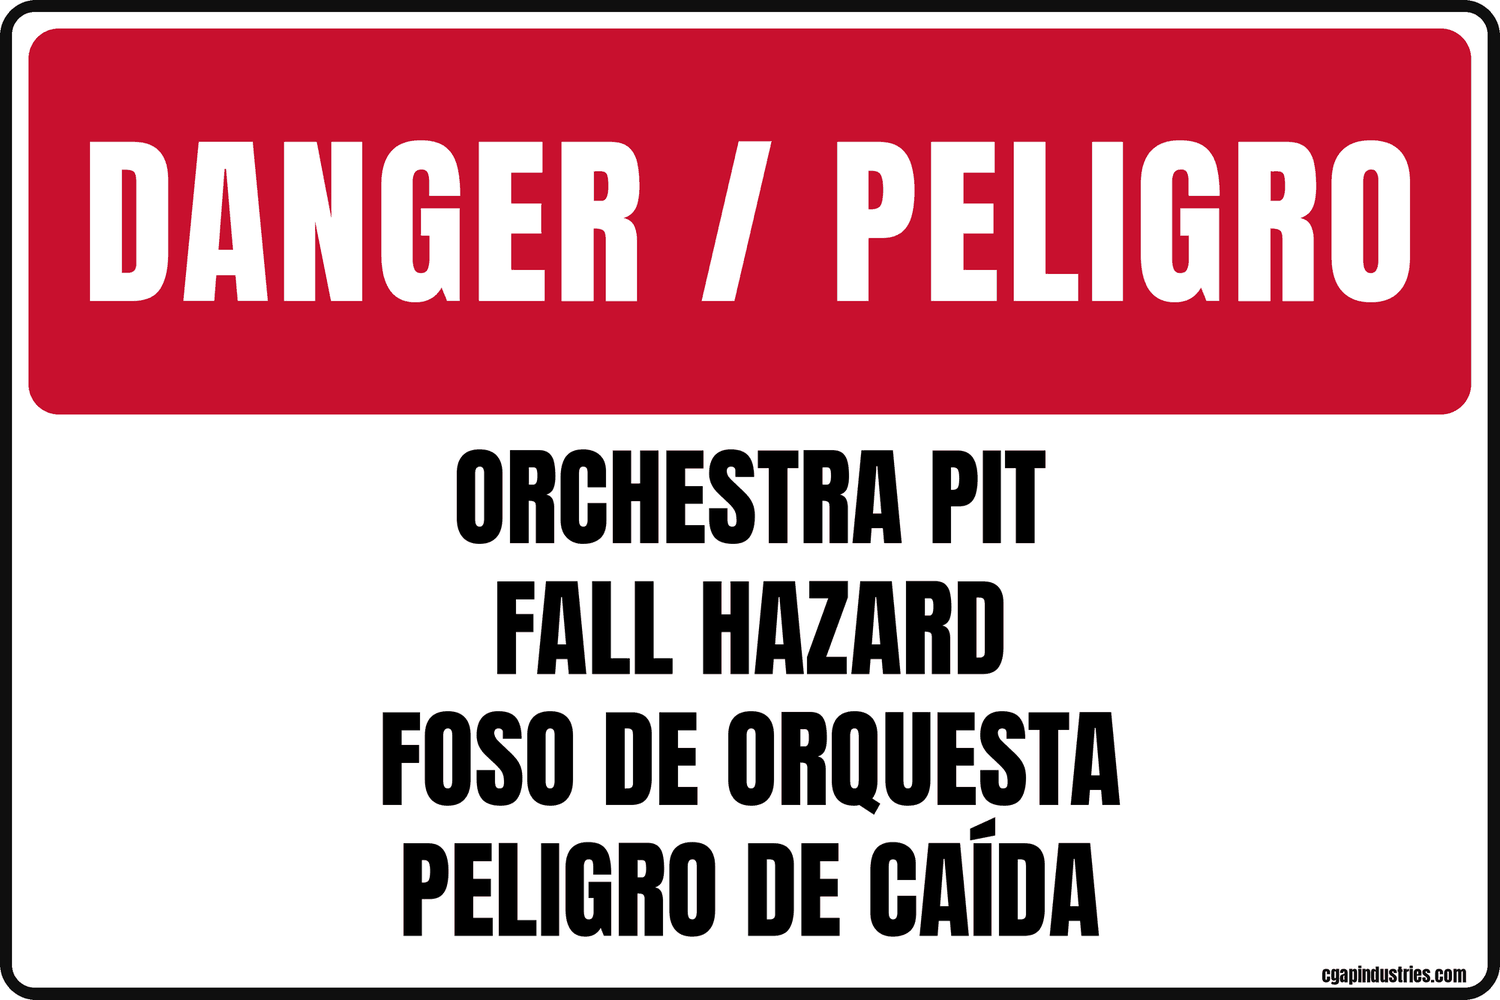 DANGER / PELIGRO
ORCHESTRA PIT
FALL HAZARD
FOSO DE ORQUESTA
PELIGRO DE CAÍDA
cgapindustries.com